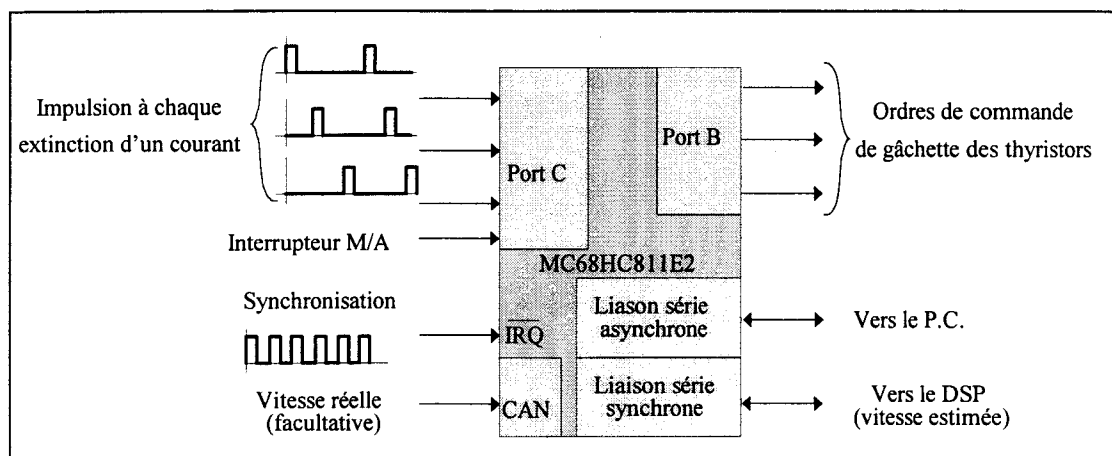 Impulsion à chaque
extinction d'un courant
Port C
Port B
Ordres de commande
de gâchette des thyristors
Interrupteur M/A
MC68HC811E2
Synchronisation
IRQ
Liason série
asynchrone
Vers le P.C.
Vitesse réelle
(facultative)
CAN
Liaison série
synchrone
Vers le DSP
(vitesse estimée)